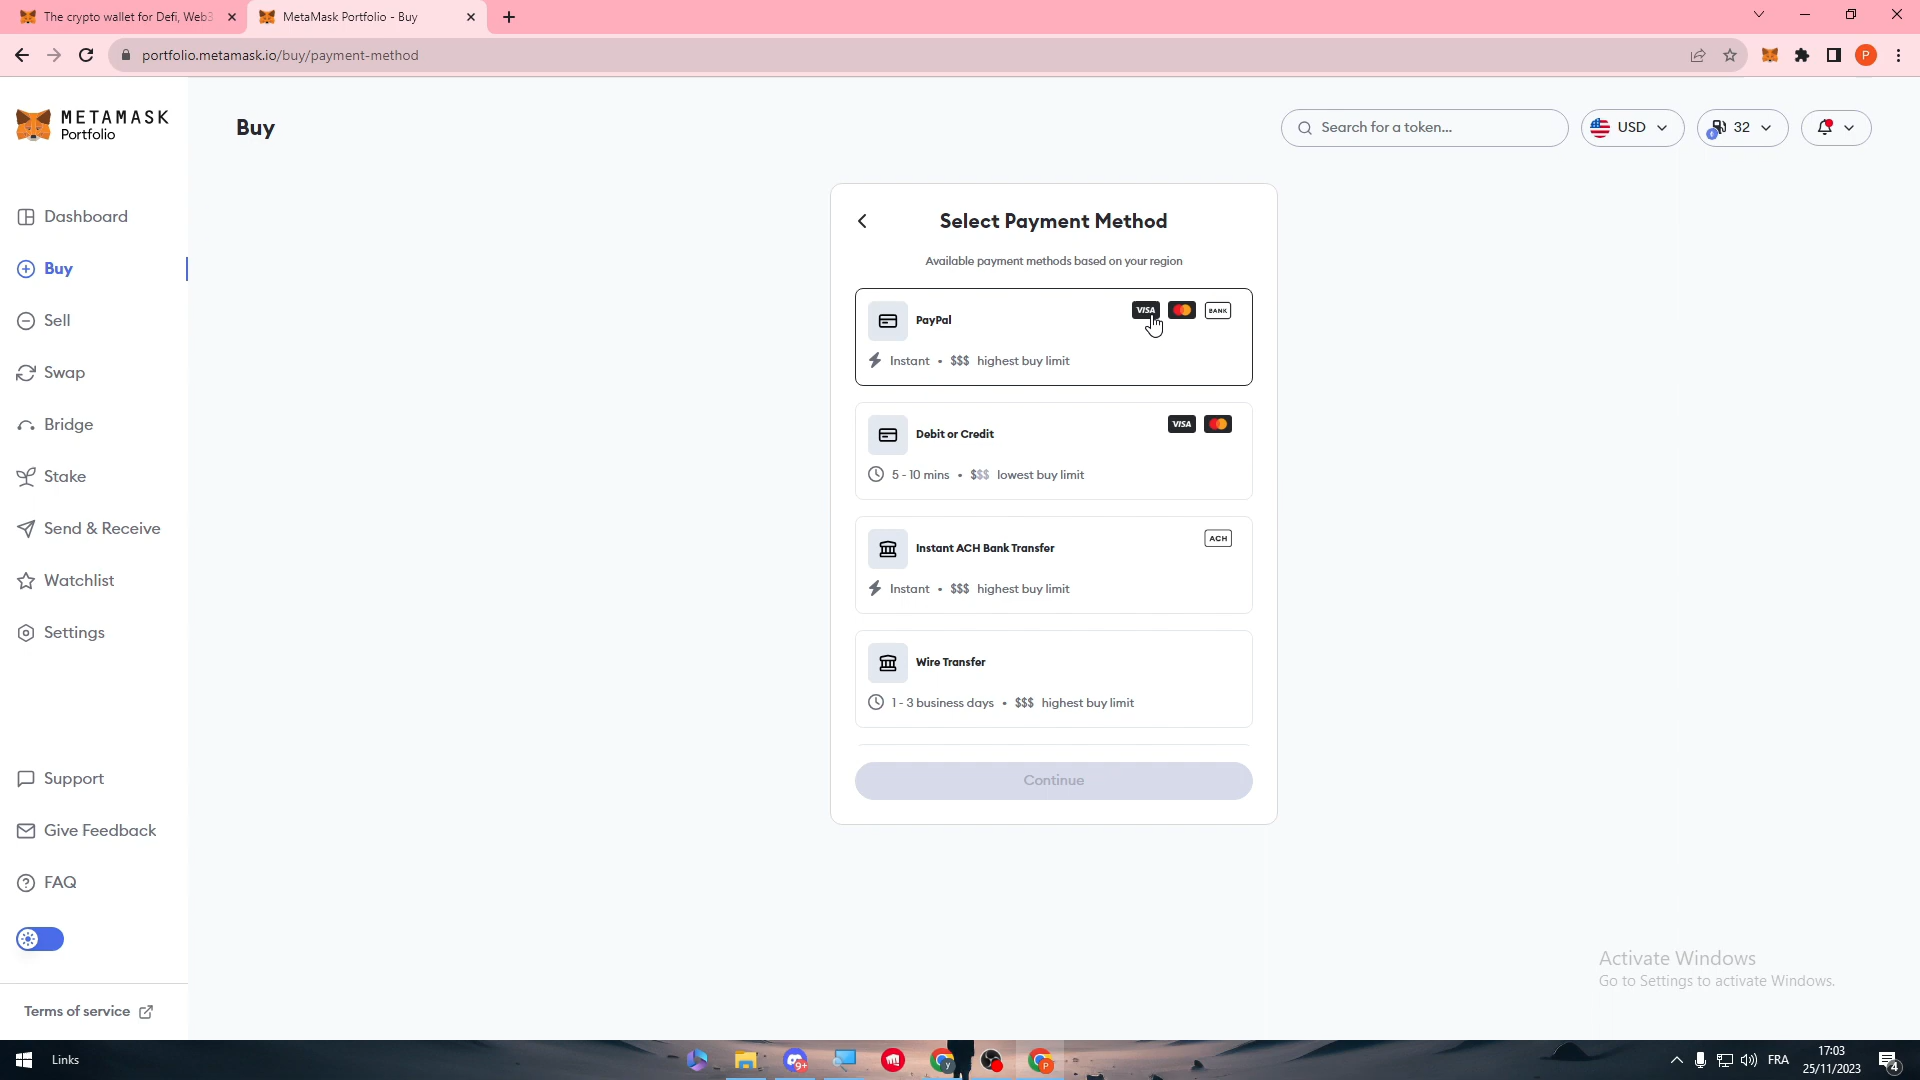 The crypto wallet for Defi, Web3
MetaMask Portfolio - Buy
portfolio.metamask.io/buy/payment-method
P
METAMASK
Portfolio
Buy
Search for a token...
USD
32
Dashboard
Buy
Sell
Swap
Bridge
Stake
Send & Receive
Watchlist
Settings
Support
Give Feedback
FAQ
Terms of service
Select Payment Method
Available payment methods based on your region
PayPal
VISA
BANK
Instant • $$$ highest buy limit
Debit or Credit
VISA
5 - 10 mins • $$$ lowest buy limit
Instant ACH Bank Transfer
ACH
Instant • $$$ highest buy limit
Wire Transfer
1 - 3 business days • $$$ highest buy limit
Continue
Activate Windows
Go to Settings to activate Windows.
Links
9+
y
P
FRA
17:03
25/11/2023
4